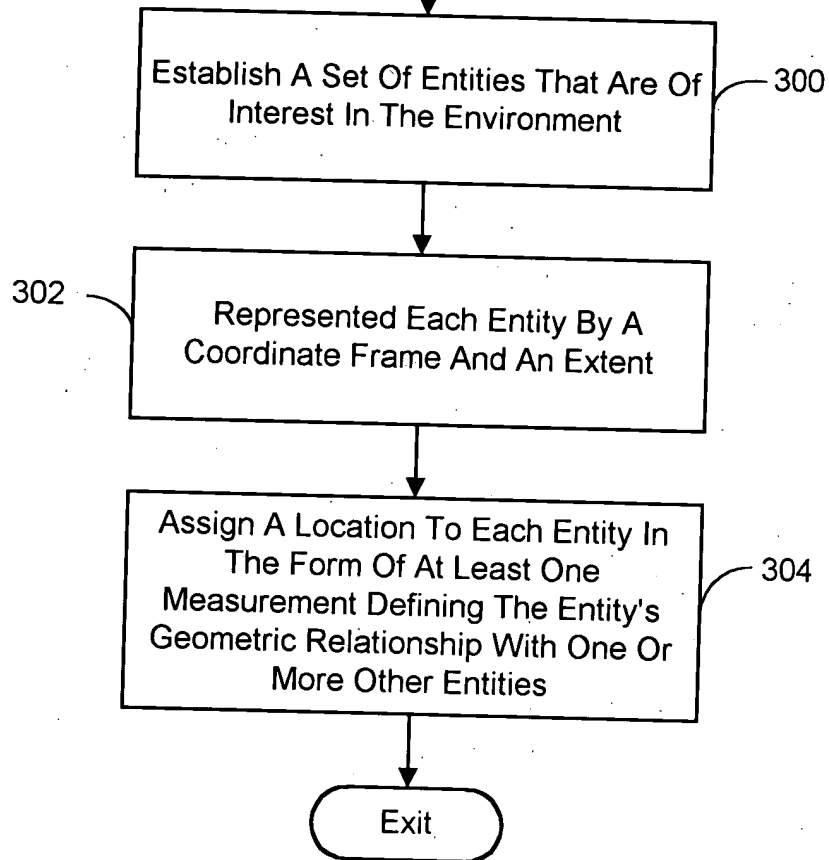 Establish A Set Of Entities That Are Of
Interest In The Environment
300
302
Represented Each Entity By A
Coordinate Frame And An Extent
Assign A Location To Each Entity In
The Form Of At Least One
Measurement Defining The Entity's
Geometric Relationship With One Or
More Other Entities
304
Exit